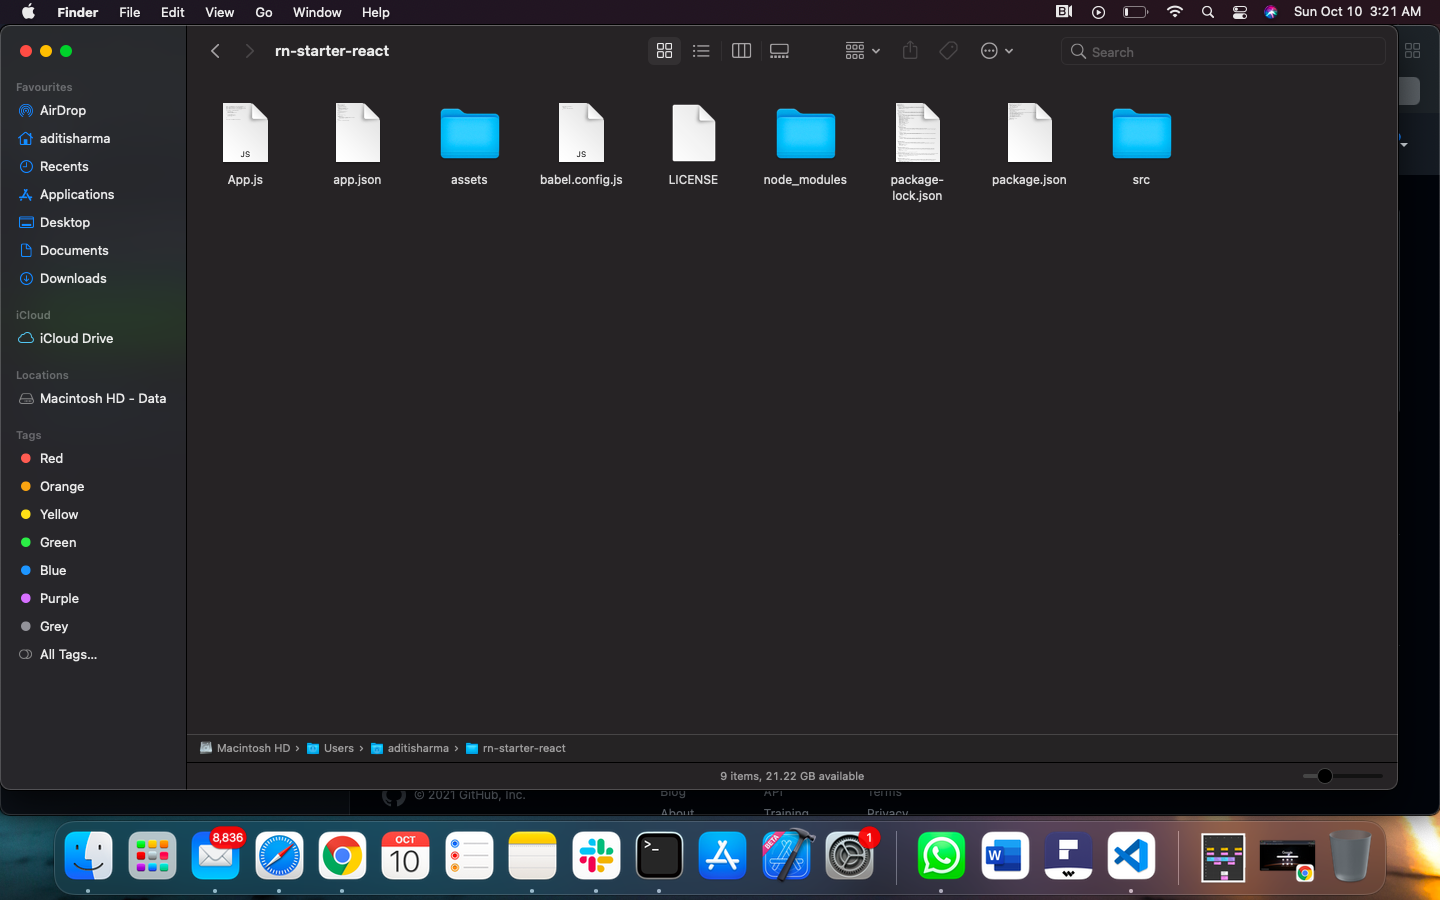 Finder File Edit View Go Window Help
Sun Oct 10 3:21 AM
rn-starter-react
Search
Favourites
AirDrop
aditisharma
Recents
Applications
Desktop
Documents
Downloads
iCloud
iCloud Drive
Locations
Macintosh HD - Data
Tags
Red
Orange
Yellow
Green
Blue
Purple
Grey
All Tags...
JS
JS
App.js app.json assets babel.config.js LICENSE node_modules package- package.json src
lock.json
Macintosh HD › Users › aditisharma › rn-starter-react
9 items, 21.22 GB available
© 2021 GitHub, Inc. Blog API Terms
About Training Privacy
8,836
OCT
10
>_
BETA
1
W